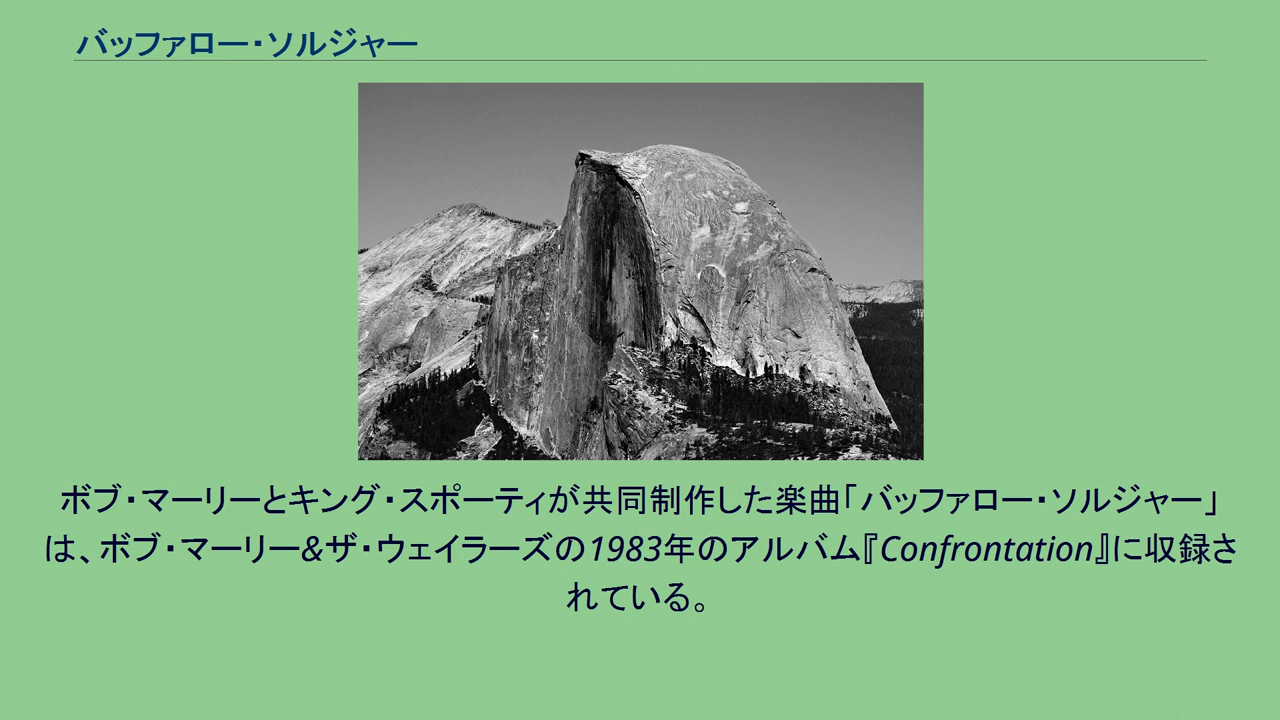 バッファロー・ソルジャー
ボブ・マーリーとキング・スポーティが共同制作した楽曲「バッファロー・ソルジャー」
は、ボブ・マーリー&ザ・ウェイラーズの1983年のアルバム『Confrontation』に収録さ
れている。